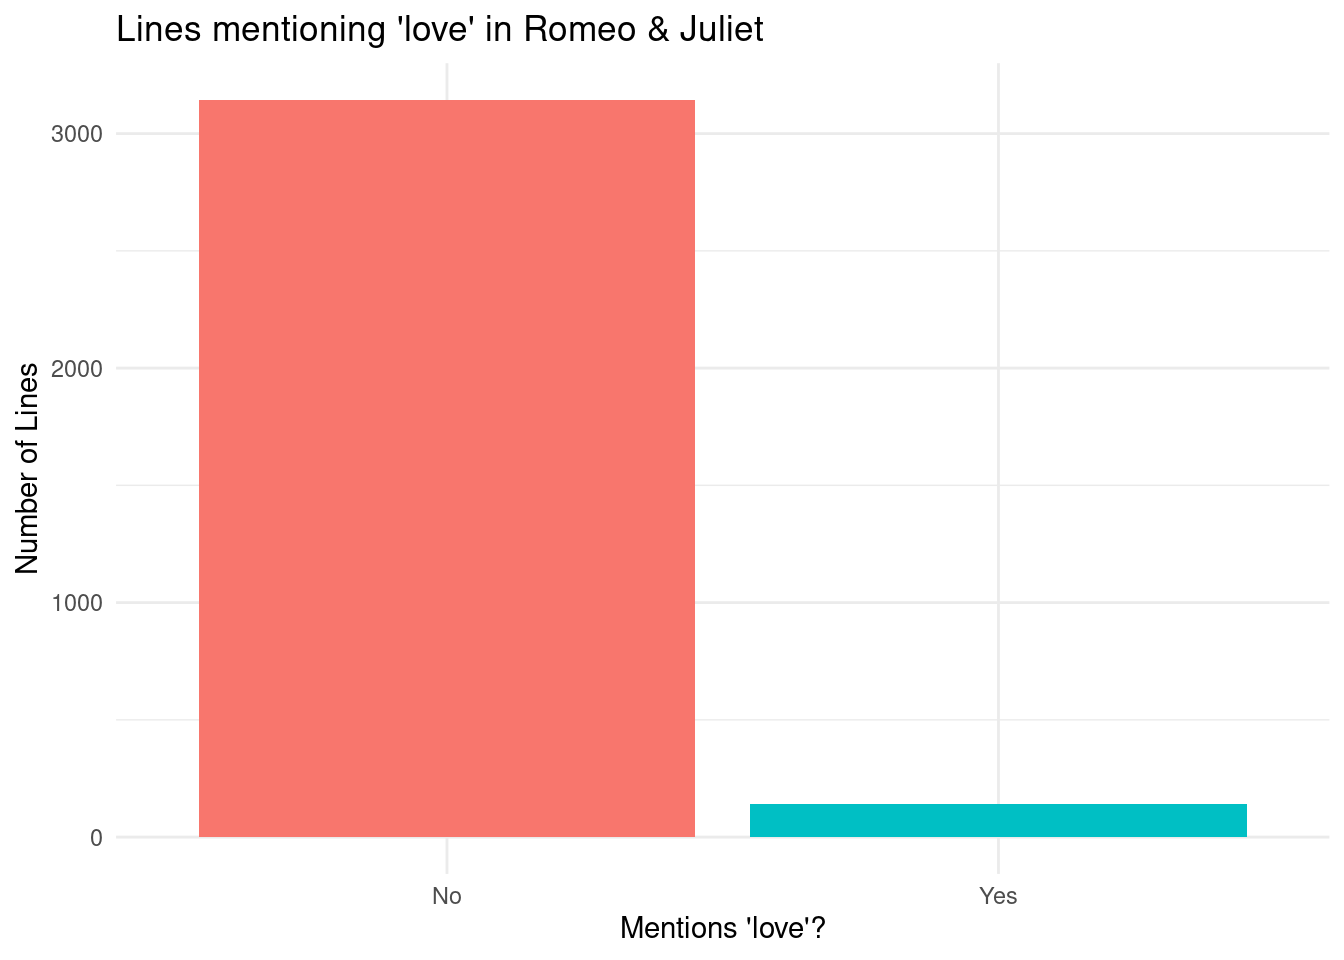 Lines mentioning 'love' in Romeo & Juliet
3000
2000
1000
0
Number of Lines
No
Yes
Mentions 'love'?